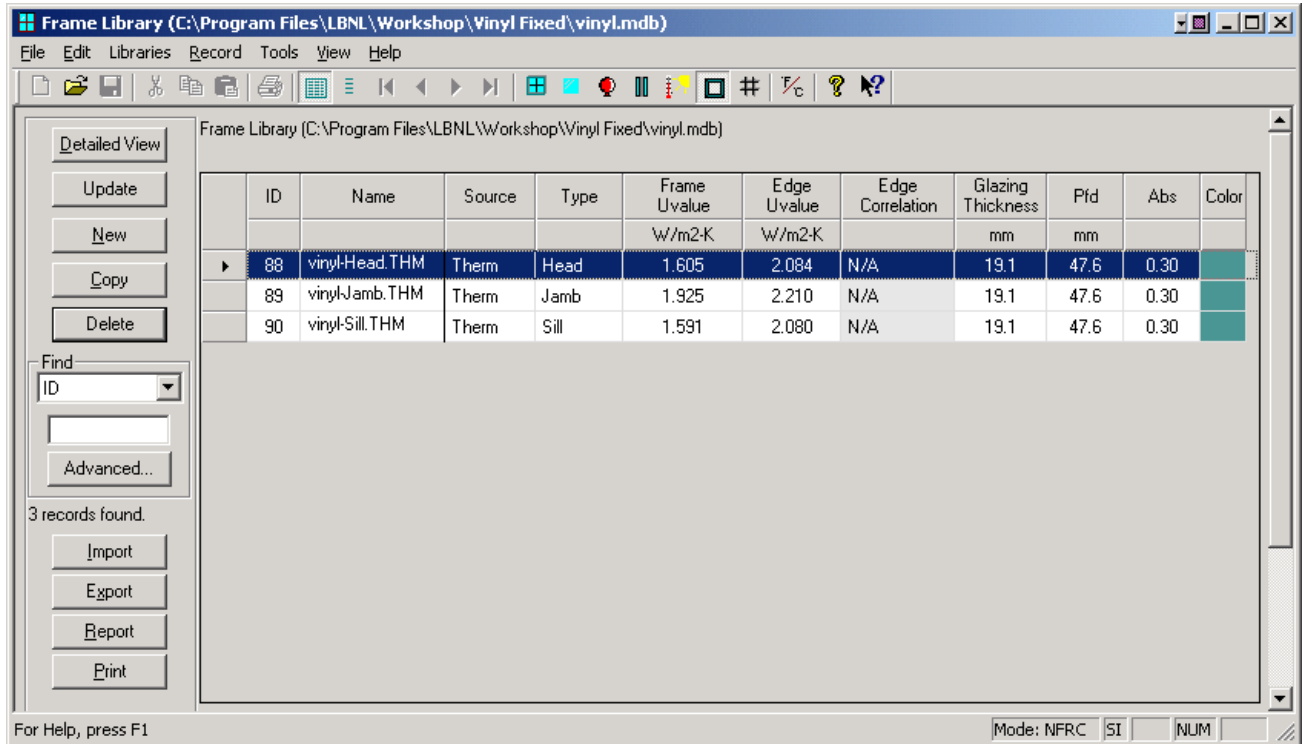 Frame Library (C:\Program Files\LBNL\Workshop\Vinyl Fixed\vinyl.mdb)
File Edit Libraries Record Tools View Help
F/C
Frame Library (C:\Program Files\LBNL\Workshop\Vinyl Fixed\vinyl.mdb)
Detailed View
Update
New
Copy
Delete
Find
ID
Advanced...
3 records found.
Import
Export
Report
Print
ID Name Source Type Frame Uvalue Edge Uvalue Edge Correlation Glazing Thickness Pfd Abs Color
W/m2-K W/m2-K mm mm
88 vinyl-Head.THM Therm Head 1.605 2.084 N/A 19.1 47.6 0.30
89 vinyl-Jamb.THM Therm Jamb 1.925 2.210 N/A 19.1 47.6 0.30
90 vinyl-Sill.THM Therm Sill 1.591 2.080 N/A 19.1 47.6 0.30
For Help, press F1 Mode: NFRC SI NUM